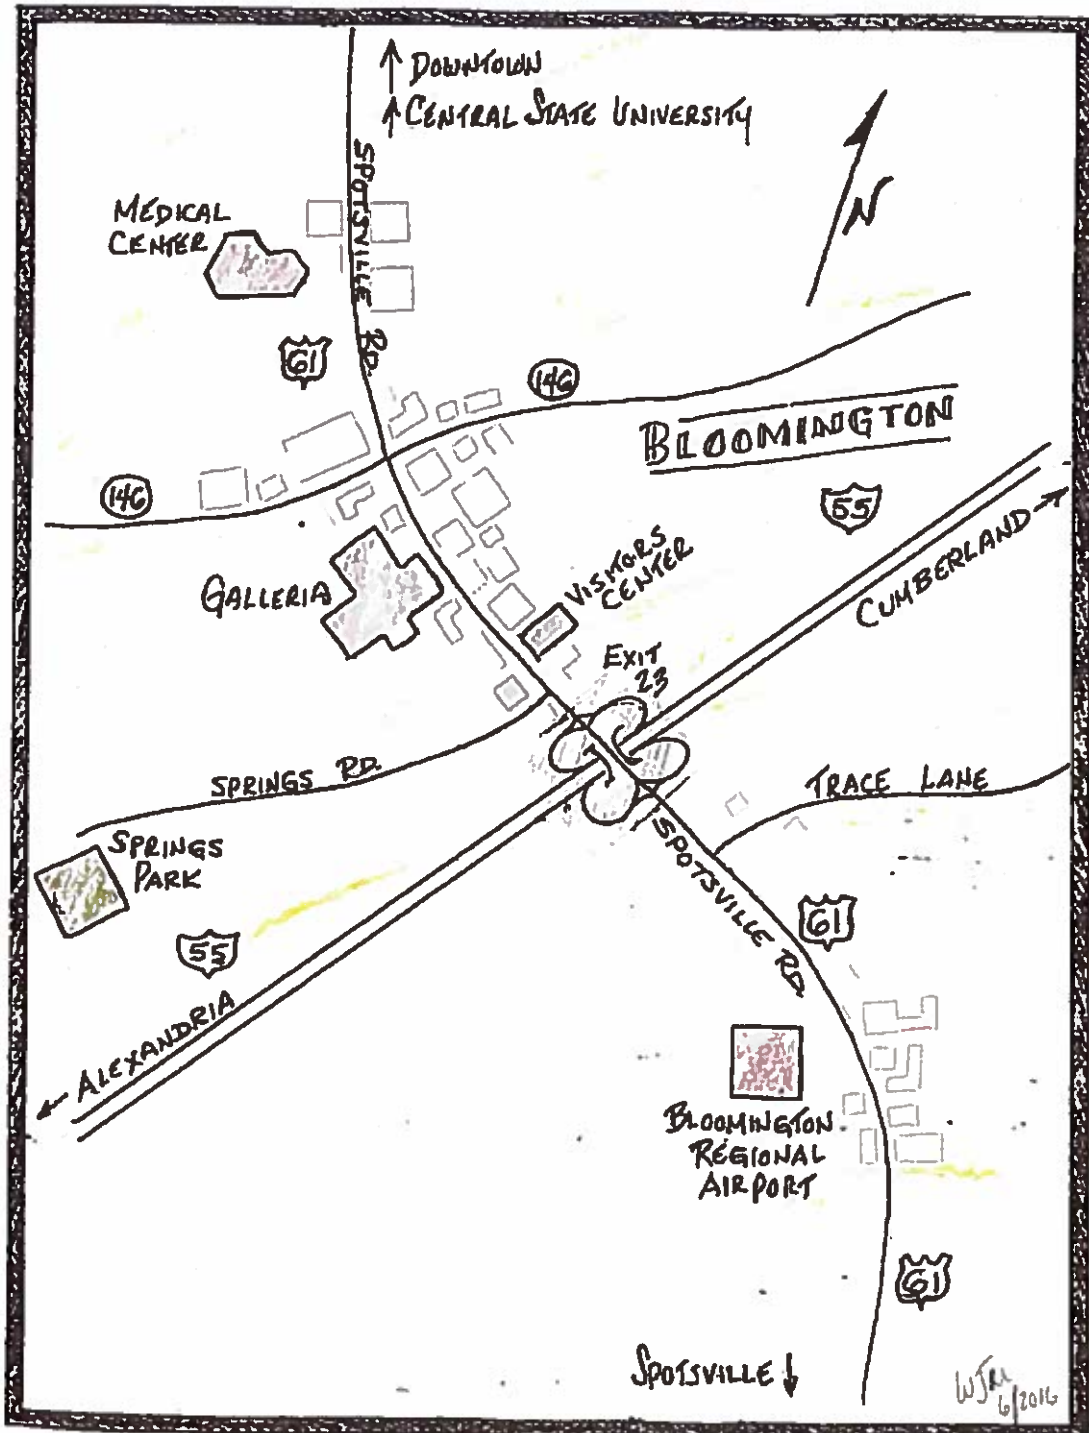 ↑ DOWNTOWN
↑ CENTRAL STATE UNIVERSITY
SPOTSVILLE RD.
MEDICAL
CENTER
N
61
146
BLOOMINGTON
146
55
VISITORS
CENTER
CUMBERLAND →
GALLERIA
EXIT
23
SPRINGS RD.
TRACE LANE
SPRINGS
PARK
SPOTSVILLE RD.
61
55
← ALEXANDRIA
BLOOMINGTON
REGIONAL
AIRPORT
61
SPOTSVILLE ↓
6/2016